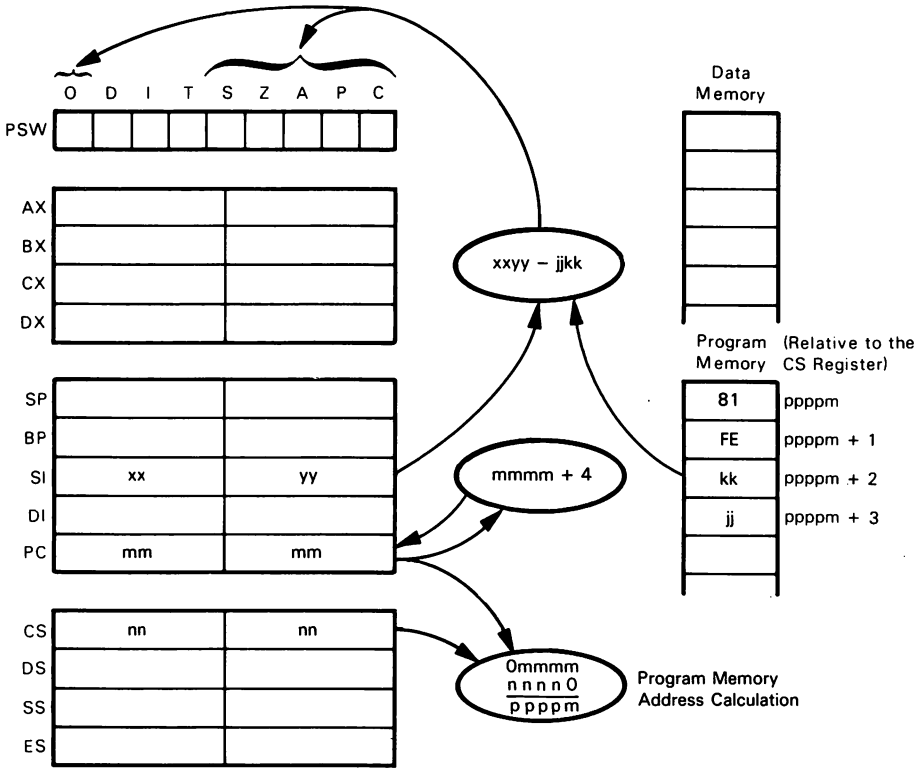 O D I T S Z A P C
PSW
AX
BX
CX
DX
xxyy – jjkk
Data
Memory
Program
Memory
(Relative to the
CS Register)
81 ppppm
FE ppppm + 1
kk ppppm + 2
jj ppppm + 3
SP
BP
SI xx yy
DI
PC mm mm
mmmm + 4
CS nn nn
DS
SS
ES
0mmmm
nnnn0
ppppm
Program Memory
Address Calculation